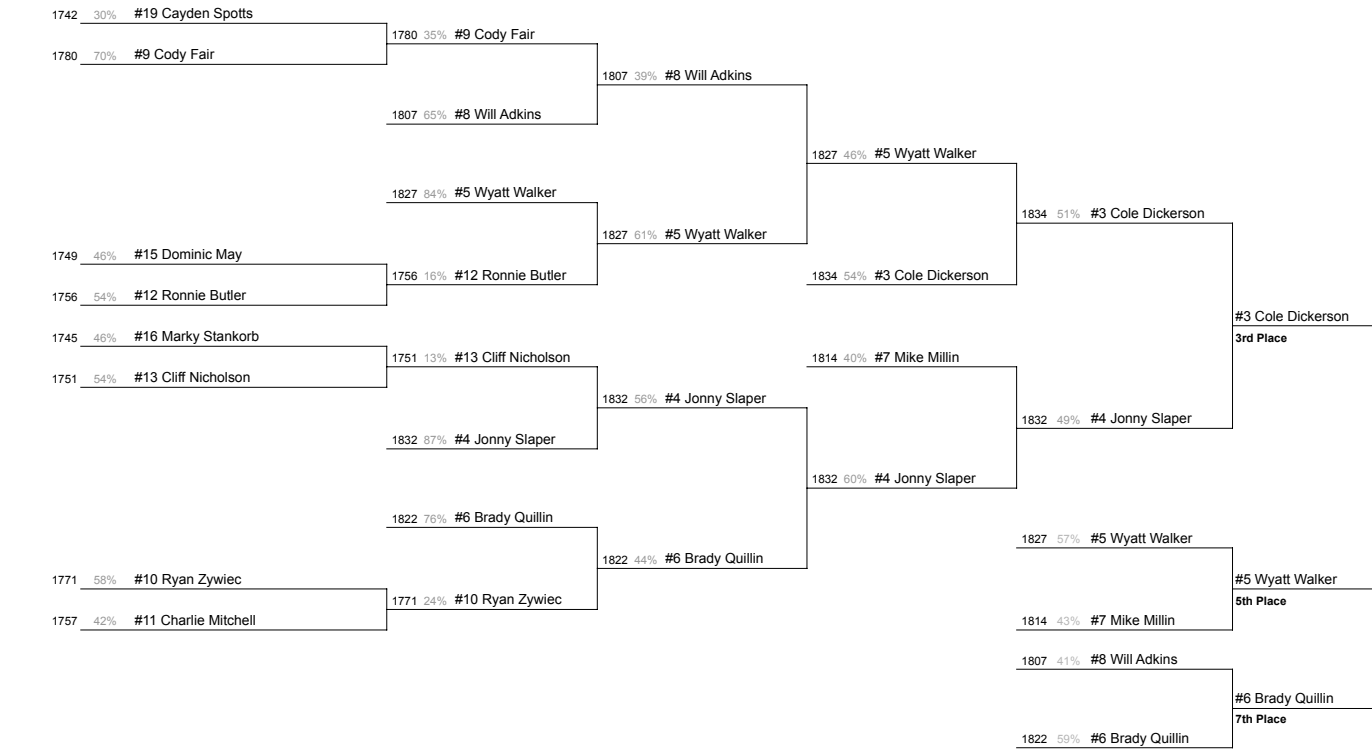 1742 30% #19 Cayden Spotts
1780 35% #9 Cody Fair
1780 70% #9 Cody Fair
1807 39% #8 Will Adkins
1807 65% #8 Will Adkins
1827 46% #5 Wyatt Walker
1827 84% #5 Wyatt Walker
1834 51% #3 Cole Dickerson
1827 61% #5 Wyatt Walker
1749 46% #15 Dominic May
1756 16% #12 Ronnie Butler
1834 54% #3 Cole Dickerson
1756 54% #12 Ronnie Butler
#3 Cole Dickerson
3rd Place
1745 46% #16 Marky Stankorb
1751 13% #13 Cliff Nicholson
1814 40% #7 Mike Millin
1751 54% #13 Cliff Nicholson
1832 56% #4 Jonny Slaper
1832 49% #4 Jonny Slaper
1832 87% #4 Jonny Slaper
1832 60% #4 Jonny Slaper
1822 76% #6 Brady Quillin
1827 57% #5 Wyatt Walker
1822 44% #6 Brady Quillin
1771 58% #10 Ryan Zywiec
#5 Wyatt Walker
5th Place
1771 24% #10 Ryan Zywiec
1757 42% #11 Charlie Mitchell
1814 43% #7 Mike Millin
1807 41% #8 Will Adkins
#6 Brady Quillin
7th Place
1822 59% #6 Brady Quillin